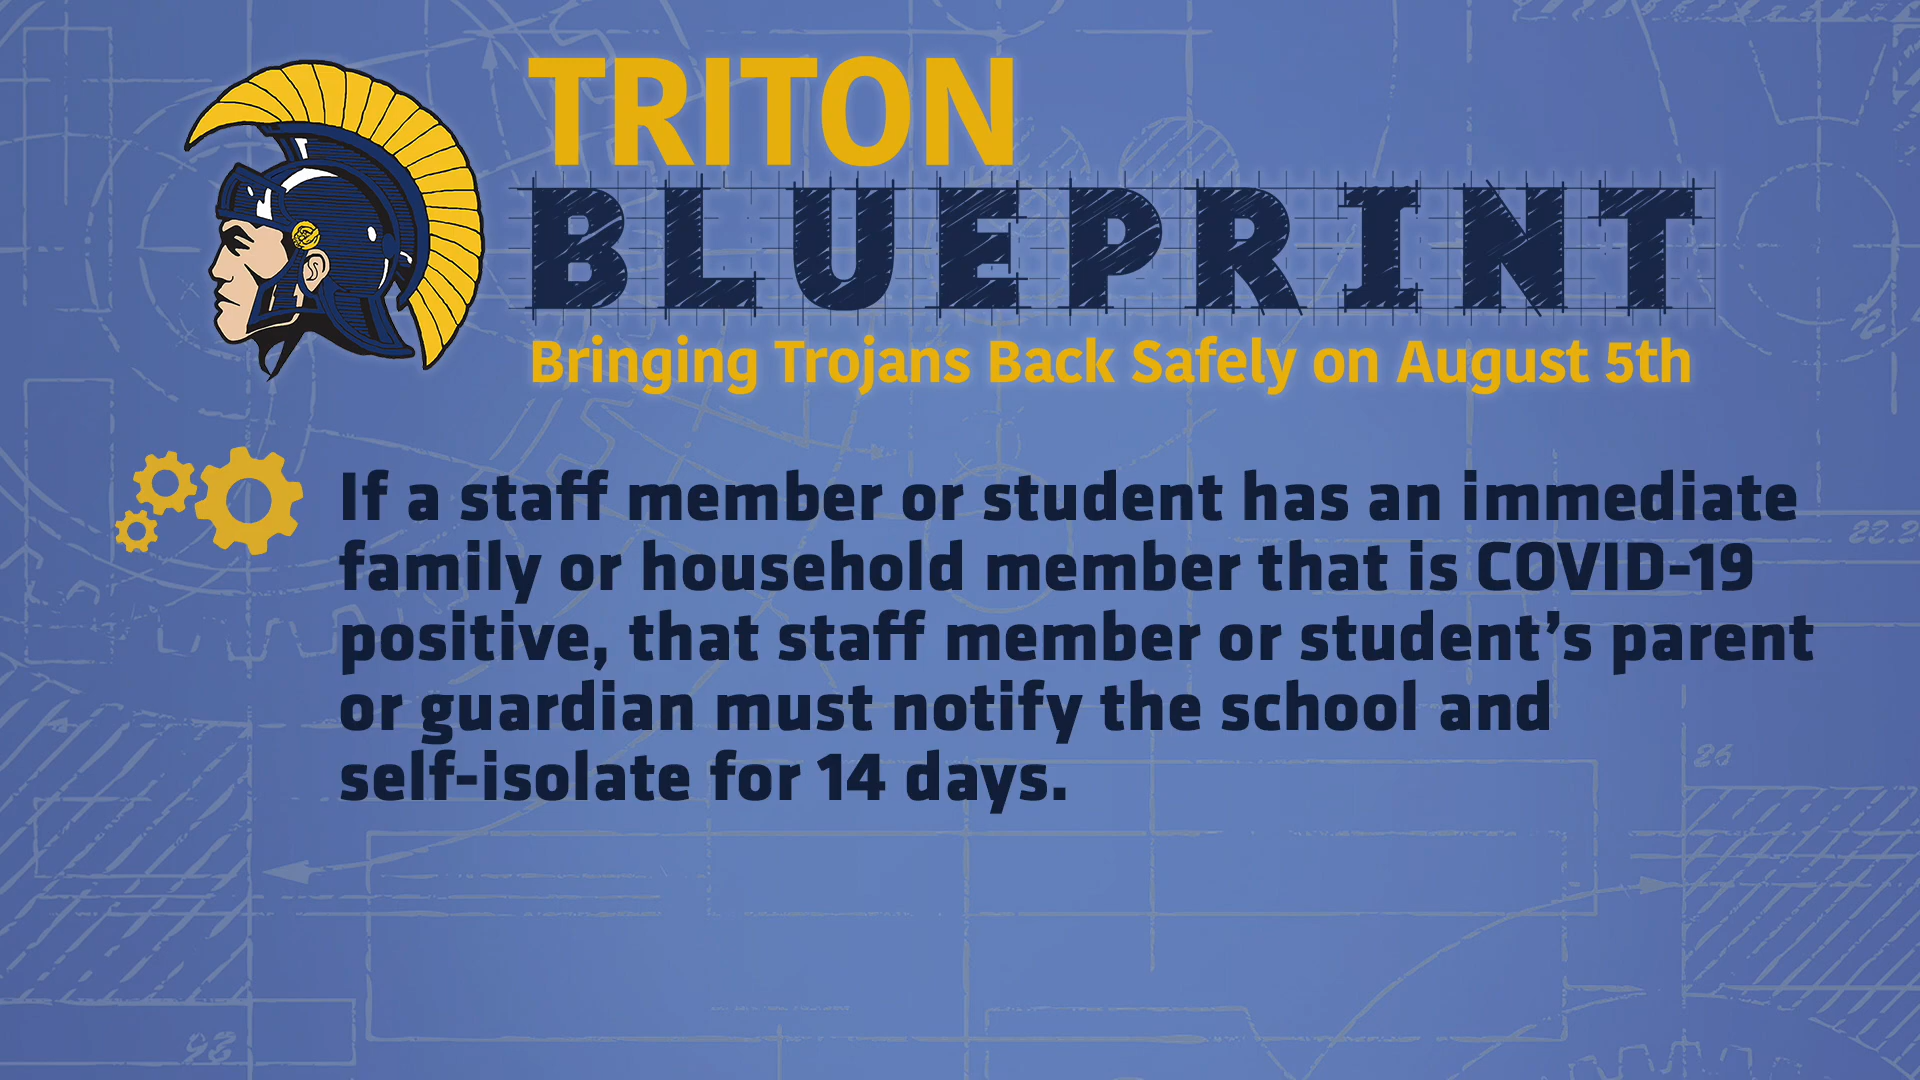 TRITON
BLUEPRINT
Bringing Trojans Back Safely on August 5th
If a staff member or student has an immediate
family or household member that is COVID-19
positive, that staff member or student’s parent
or guardian must notify the school and
self-isolate for 14 days.
26
98